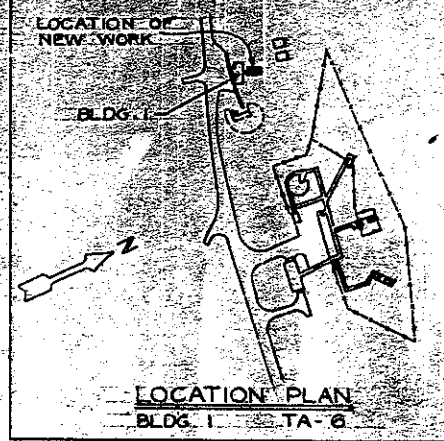 LOCATION OF
NEW WORK
BLDG. 1
N
LOCATION PLAN
BLDG. 1 TA-6